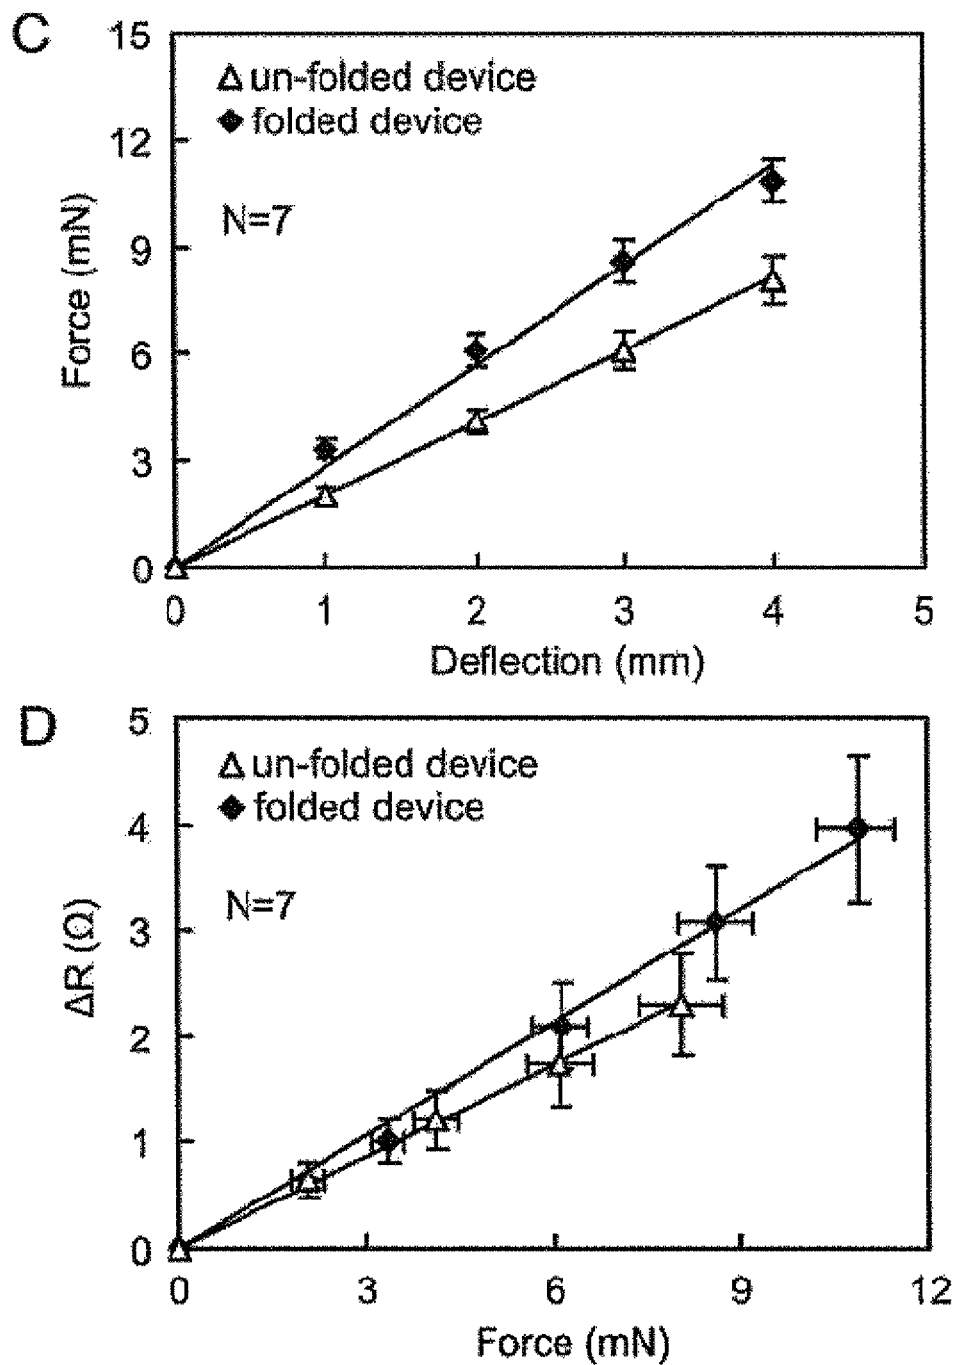 C
15
12
9
6
3
0
Force (mN)
un-folded device
folded device
N=7
0 1 2 3 4 5
Deflection (mm)
D
5
4
3
2
1
0
ΔR (Ω)
un-folded device
folded device
N=7
0 3 6 9 12
Force (mN)